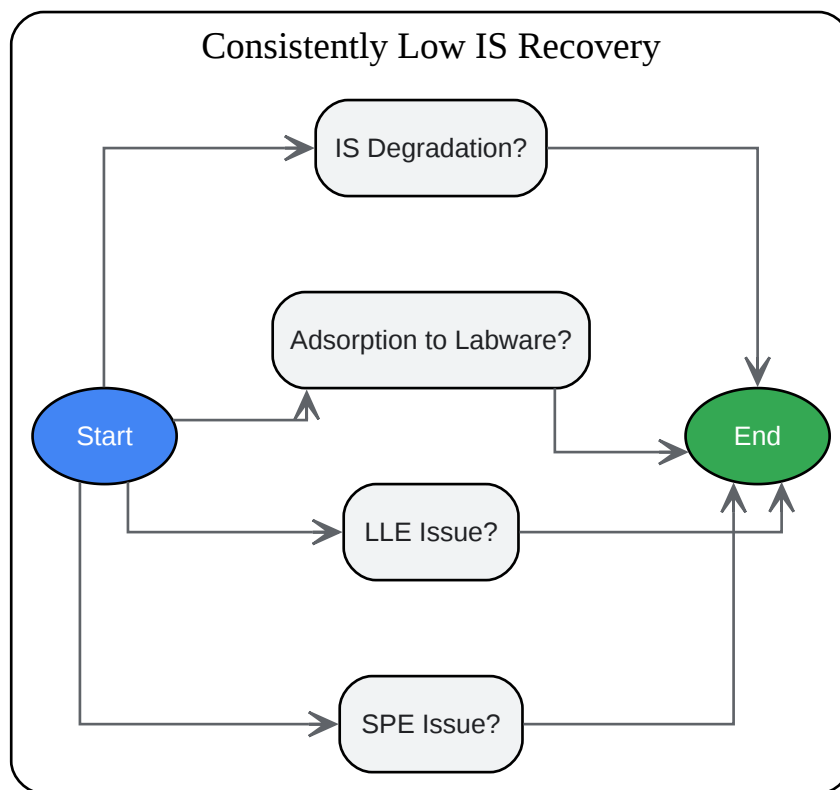 Consistently Low IS Recovery
IS Degradation?
Adsorption to Labware?
Start
End
LLE Issue?
SPE Issue?